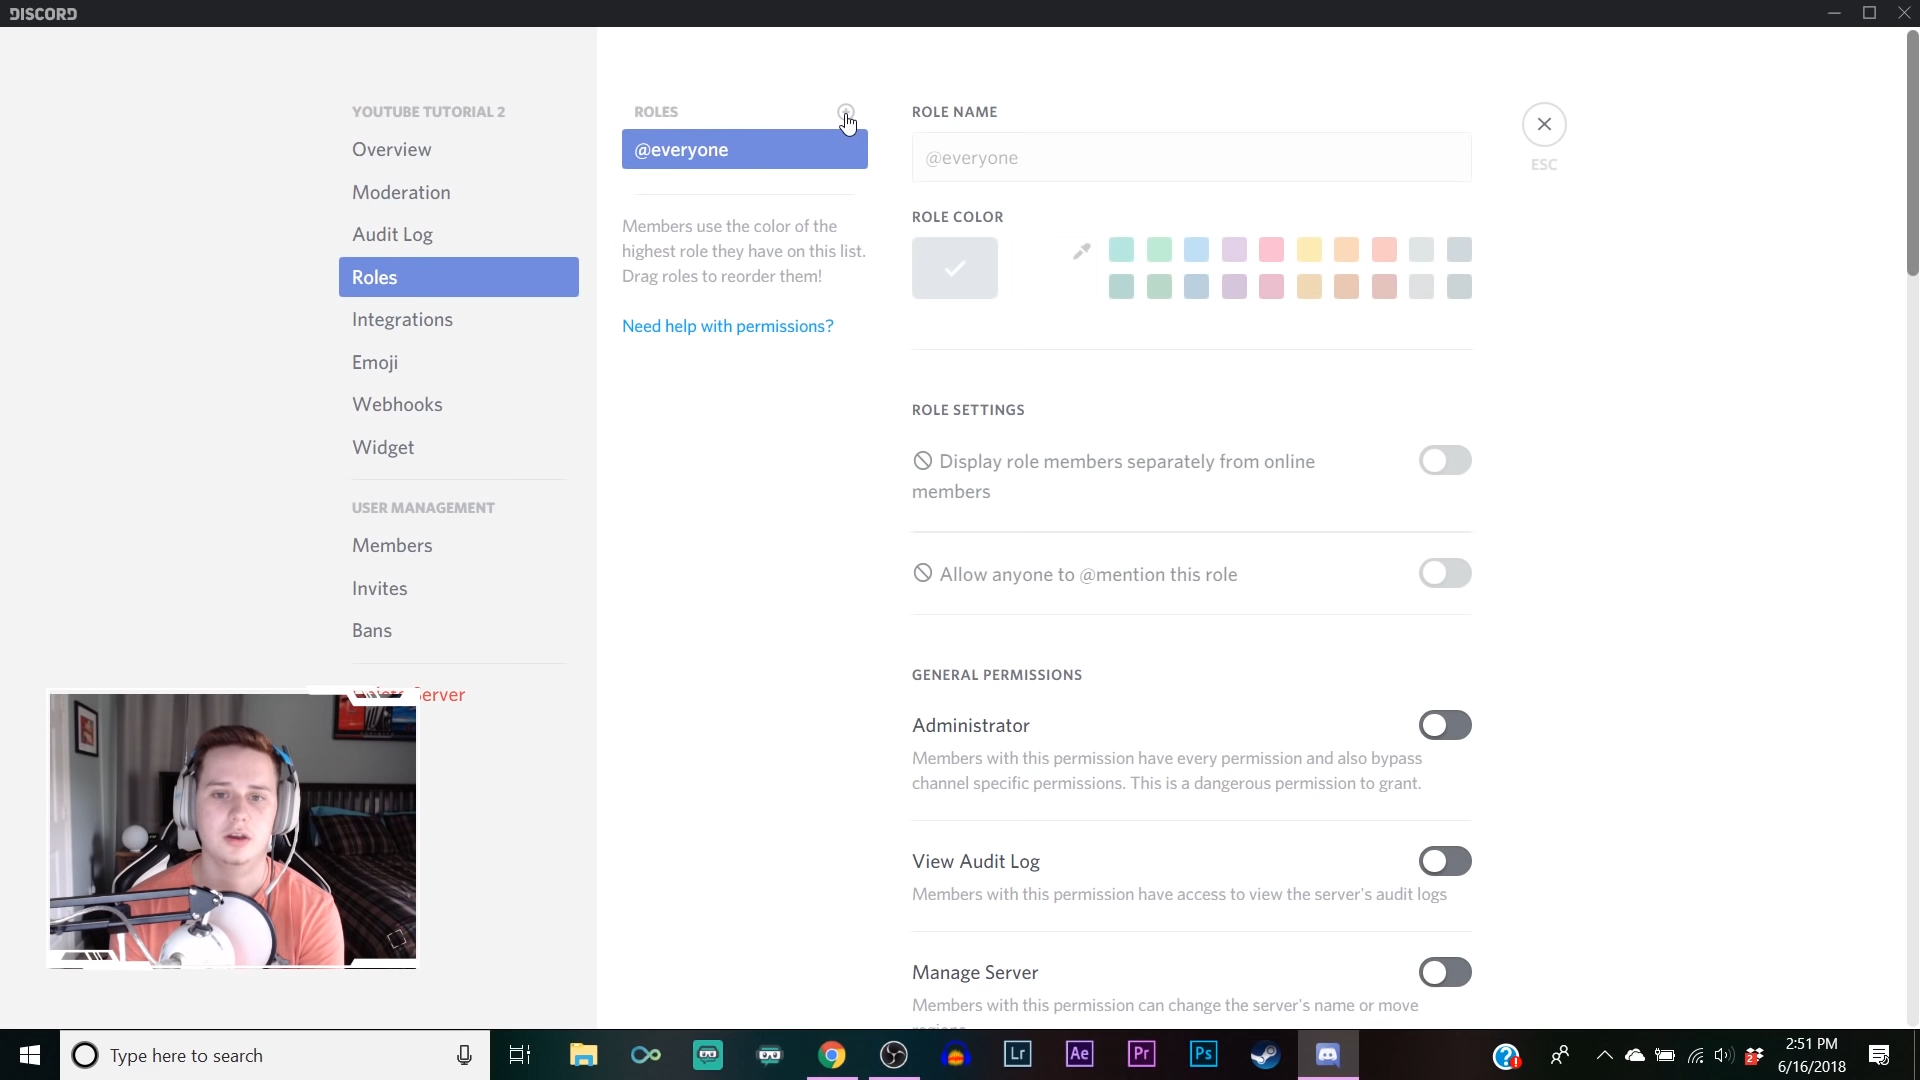 DISCORD
YOUTUBE TUTORIAL 2
Overview
Moderation
Audit Log
Roles
Integrations
Emoji
Webhooks
Widget
USER MANAGEMENT
Members
Invites
Bans
Server
ROLES
@everyone
Members use the color of the
highest role they have on this list.
Drag roles to reorder them!
Need help with permissions?
ROLE NAME
@everyone
ROLE COLOR
ESC
ROLE SETTINGS
Display role members separately from online
members
Allow anyone to @mention this role
GENERAL PERMISSIONS
Administrator
Members with this permission have every permission and also bypass
channel specific permissions. This is a dangerous permission to grant.
View Audit Log
Members with this permission have access to view the server's audit logs
Manage Server
Members with this permission can change the server's name or move
Type here to search
Lr
Ae
Pr
Ps
2
2:51 PM
6/16/2018